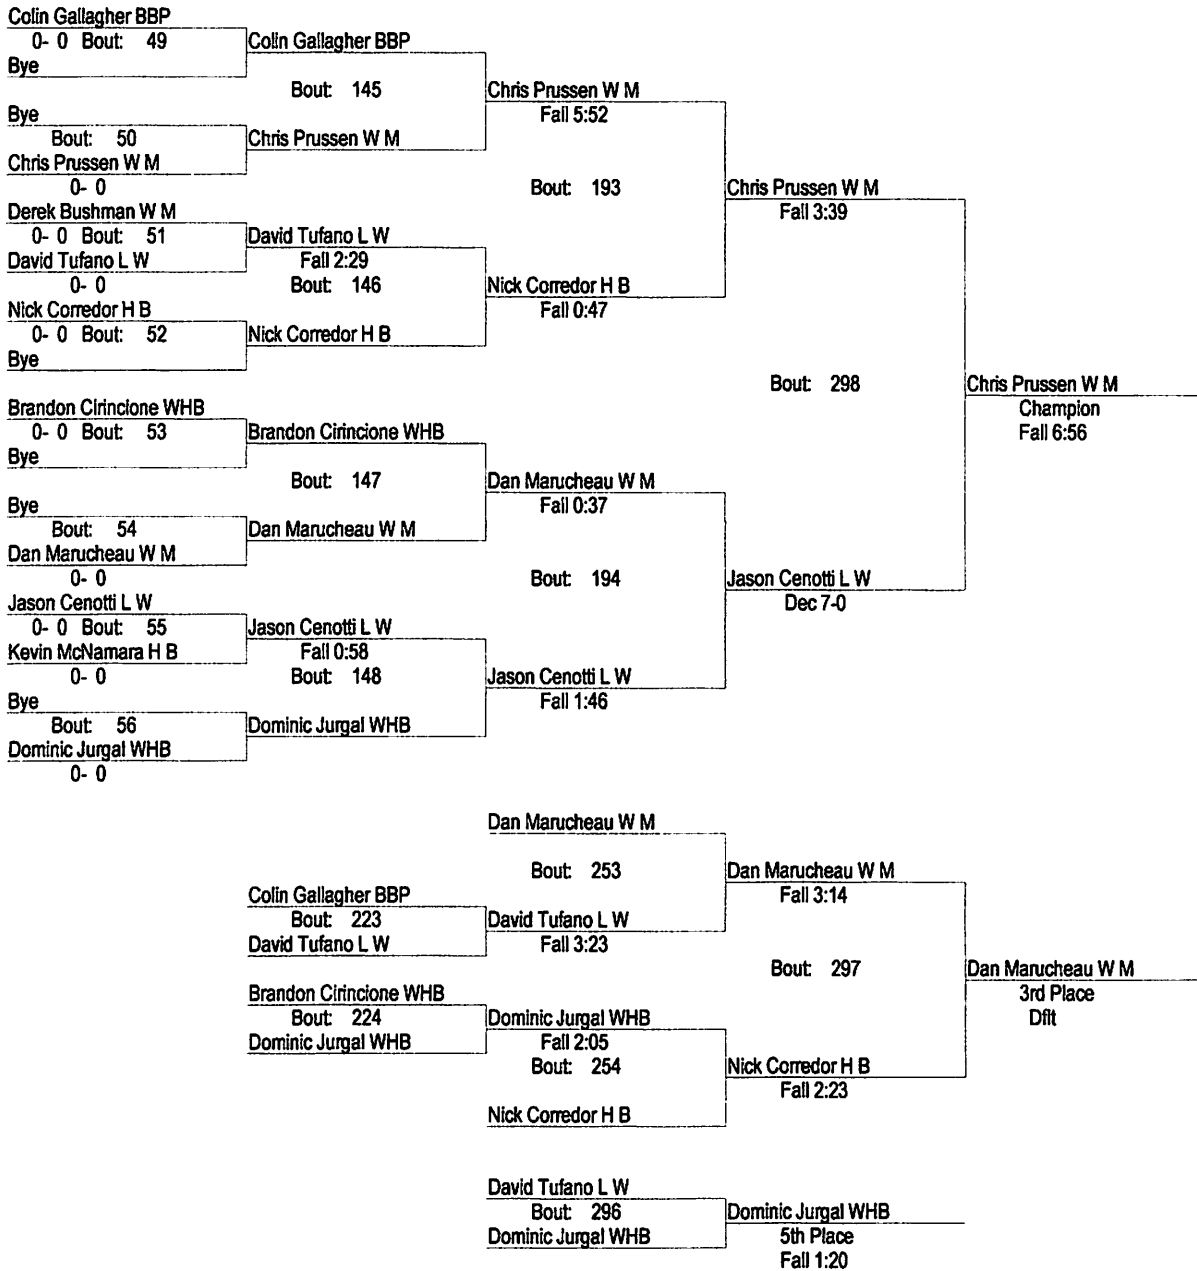 Colin Gallagher BBP
0- 0 Bout: 49
Bye
Colin Gallagher BBP
Bout: 145
Bye
Bout: 50
Chris Prussen W M
0- 0
Chris Prussen W M
Chris Prussen W M
Fall 5:52
Bout: 193
Derek Bushman W M
0- 0 Bout: 51
David Tufano L W
0- 0
David Tufano L W
Fall 2:29
Bout: 146
Nick Corredor H B
0- 0 Bout: 52
Bye
Nick Corredor H B
Nick Corredor H B
Fall 0:47
Chris Prussen W M
Fall 3:39
Bout: 298
Brandon Cirincione WHB
0- 0 Bout: 53
Bye
Brandon Cirincione WHB
Bout: 147
Bye
Bout: 54
Dan Marucheau W M
0- 0
Dan Marucheau W M
Dan Marucheau W M
Fall 0:37
Bout: 194
Jason Cenotti L W
0- 0 Bout: 55
Kevin McNamara H B
0- 0
Jason Cenotti L W
Fall 0:58
Bout: 148
Bye
Bout: 56
Dominic Jurgal WHB
0- 0
Dominic Jurgal WHB
Jason Cenotti L W
Fall 1:46
Jason Cenotti L W
Dec 7-0
Chris Prussen W M
Champion
Fall 6:56
Dan Marucheau W M
Bout: 253
Colin Gallagher BBP
Bout: 223
David Tufano L W
David Tufano L W
Fall 3:23
Dan Marucheau W M
Fall 3:14
Bout: 297
Brandon Cirincione WHB
Bout: 224
Dominic Jurgal WHB
Dominic Jurgal WHB
Fall 2:05
Bout: 254
Nick Corredor H B
Nick Corredor H B
Fall 2:23
Dan Marucheau W M
3rd Place
Dflt
David Tufano L W
Bout: 296
Dominic Jurgal WHB
Dominic Jurgal WHB
5th Place
Fall 1:20